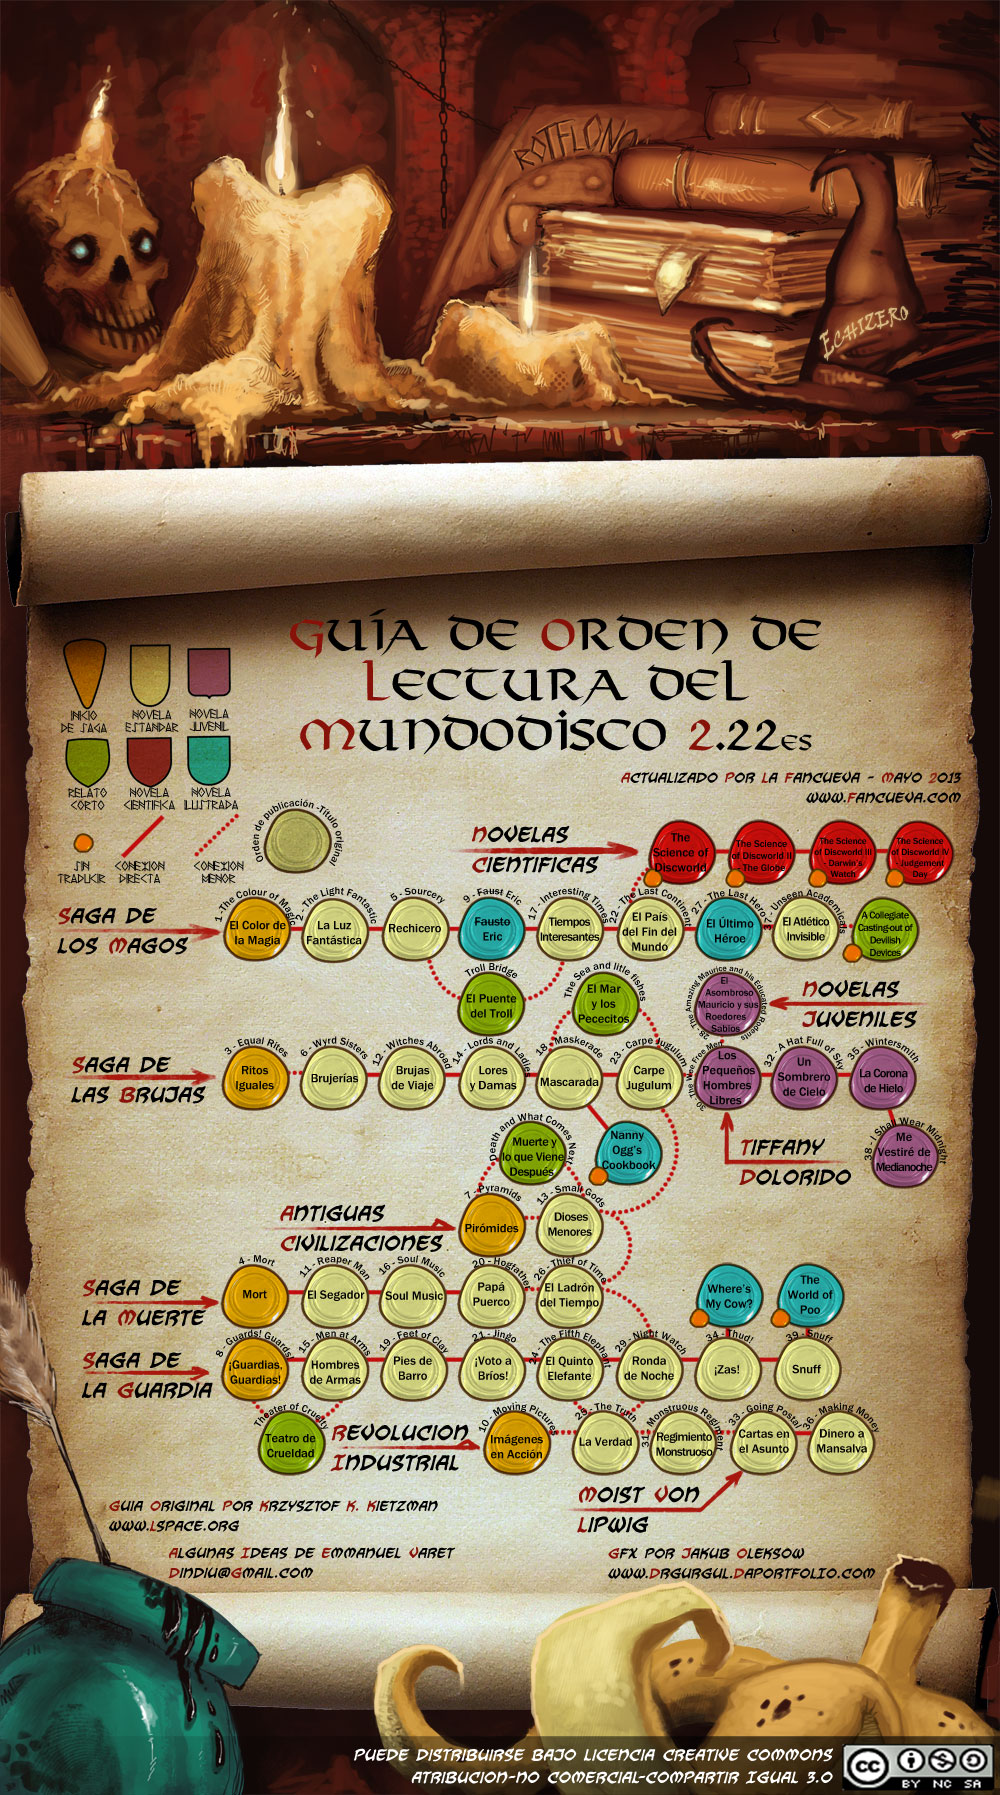 ROTFLONO
ECHIZERO
Guía de Orden de
Lectura del
Mundodisco 2.22es
Actualizado por la Fancueva - Mayo 2013
www.Fancueva.com
INICIO
DE SAGA
NOVELA
ESTANDAR
NOVELA
JUVENIL
RELATO
CORTO
NOVELA
CIENTIFICA
NOVELA
ILUSTRADA
SIN
TRADUCIR
CONEXION
DIRECTA
CONEXION
MENOR
Orden de publicación -Título original
Novelas
Cientificas
The
Science of
Discworld
The Science
of Discworld II
- The Globe
The Science
of Discworld III
- Darwin's
Watch
The Science
of Discworld IV
- Judgement
Day
Saga de
los Magos
1 -The Colour of Magic
El Color de
la Magia
2 - The Light Fantastic
La Luz
Fantástica
5 - Sourcery
Rechicero
9 - Faust Eric
Fausto
Eric
17 - Interesting Times
Tiempos
Interesantes
22 - The Last Continent
El País
del Fin del
Mundo
27 - The Last Hero
El Último
Héroe
37 - Unseen Academicals
El Atlético
Invisible
A Collegiate
Casting-out of
Devilish
Devices
Troll Bridge
El Puente
del Troll
The Sea and litle fishes
El Mar
y los
Pececitos
28 - The Amazing Maurice and his Educated Rodents
El
Asombroso
Mauricio y sus
Roedores
Sabios
Novelas
Juveniles
Saga de
las Brujas
3 - Equal Rites
Ritos
Iguales
6 - Wyrd Sisters
Brujerías
12 - Witches Abroad
Brujas
de Viaje
14 - Lords and Ladies
Lores
y Damas
18 - Maskerade
Mascarada
23 - Carpe Jugulum
Carpe
Jugulum
30 - The Wee Free Men
Los
Pequeños
Hombres
Libres
32 - A Hat Full of Sky
Un
Sombrero
de Cielo
35 - Wintersmith
La Corona
de Hielo
38 - I Shall Wear Midnight
Me
Vestiré de
Medianoche
Tiffany
Dolorido
Death and What Comes Next
Muerte y
lo que Viene
Después
Nanny
Ogg's
Cookbook
Antiguas
Civilizaciones
7 - Pyramids
Pirómides
13 - Small Gods
Dioses
Menores
Saga de
la Muerte
4 - Mort
Mort
11 - Reaper Man
El Segador
16 - Soul Music
Soul Music
20 - Hogfather
Papá
Puerco
26 - Thief of Time
El Ladrón
del Tiempo
Where's
My Cow?
The
World of
Poo
Saga de
la Guardia
8 - Guards! Guards!
¡Guardias,
Guardias!
15 - Men at Arms
Hombres
de Armas
19 - Feet of Clay
Pies de
Barro
21 - Jingo
¡Voto a
Bríos!
24 - The Fifth Elephant
El Quinto
Elefante
29 - Night Watch
Ronda
de Noche
34 - Thud!
¡Zas!
39 - Snuff
Snuff
Theater of Cruelty
Teatro de
Crueldad
Revolucion
Industrial
10 - Moving Pictures
Imágenes
en Acción
25 - The Truth
La Verdad
31 - Monstruous Regiment
Regimiento
Monstruoso
33 - Going Postal
Cartas en
el Asunto
36 - Making Money
Dinero a
Mansalva
Moist Von
Lipwig
Guia original por Krzysztof K. Kietzman
www.Lspace.org
Algunas ideas de Emmanuel Varet
Dindiu@gmail.com
Gfx por Jakub Oleksow
www.Drgurgul.Daportfolio.com
Puede distribuirse bajo licencia Creative Commons
Atribucion-No Comercial-Compartir Igual 3.0
cc
BY NC SA